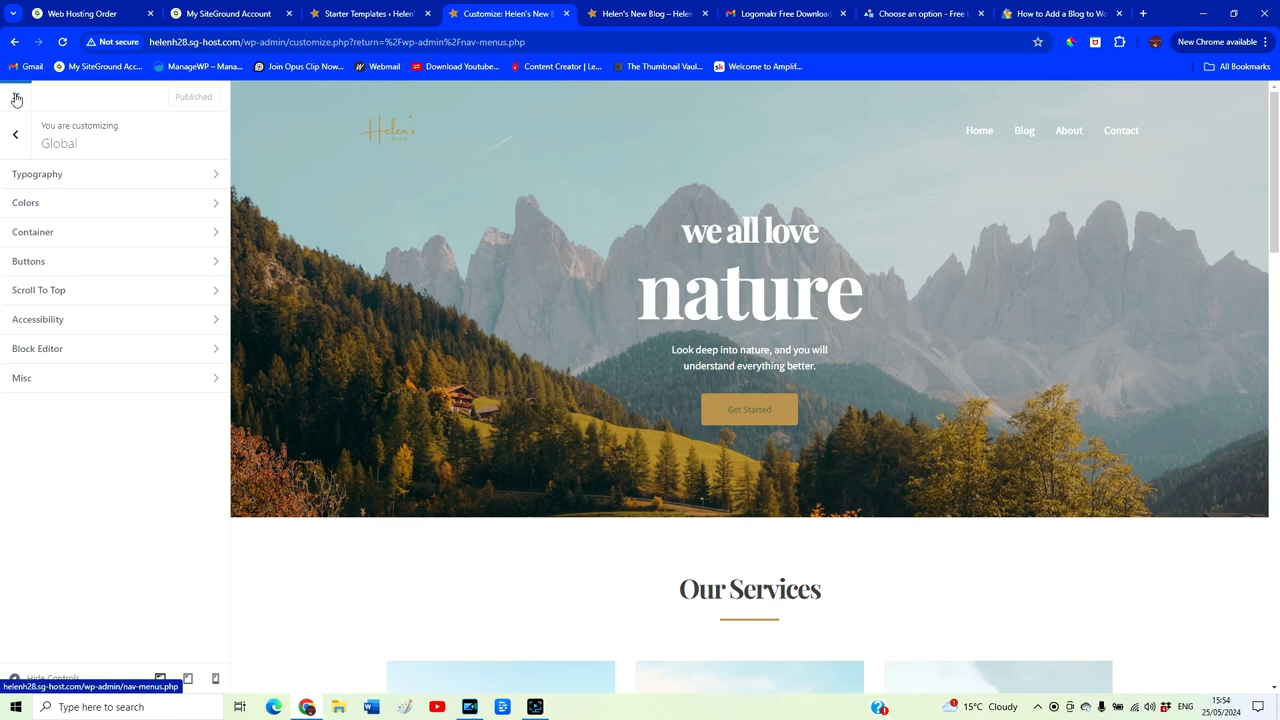 Web Hosting Order
My SiteGround Account
Starter Templates ‹ Helen'
Customize: Helen's New B
Helen's New Blog –
Logomakr Free Download
Choose an option - Free L
How to Add a Blog to Wo
Not secure
helenh28.sg-host.com/wp-admin/customize.php?return=%2Fwp-admin%2Fnav-menus.php
New Chrome available
Gmail
My SiteGround Acc...
ManageWP – Mana...
Join Opus Clip Now...
Webmail
Download Youtube...
Content Creator | Le...
The Thumbnail Vaul...
Welcome to Amplif...
All Bookmarks
Published
You are customizing
Global
Typography
Colors
Container
Buttons
Scroll To Top
Accessibility
Block Editor
Misc
Hide Controls
helenh28.sg-host.com/wp-admin/nav-menus.php
Helen's
Home Blog About Contact
we all love
nature
Look deep into nature, and you will
understand everything better.
Get Started
Our Services
Type here to search
15°C Cloudy
ENG
15:54
25/05/2024